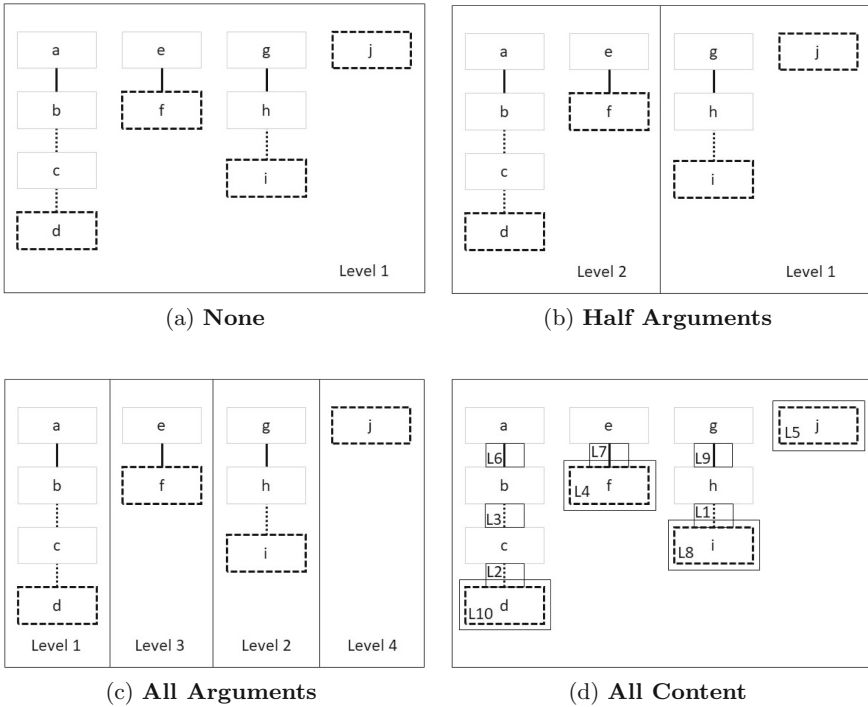 a e g j
b f h
c i
d
Level 1
(a) None
a e g j
b f h
c i
d
Level 2 Level 1
(b) Half Arguments
a e g j
b f h
c i
d
Level 1 Level 3 Level 2 Level 4
(c) All Arguments
a e g L5 j
L6 L7 L9
b L4 f h
L3 L1
c L8 i
L2
d
L10
(d) All Content